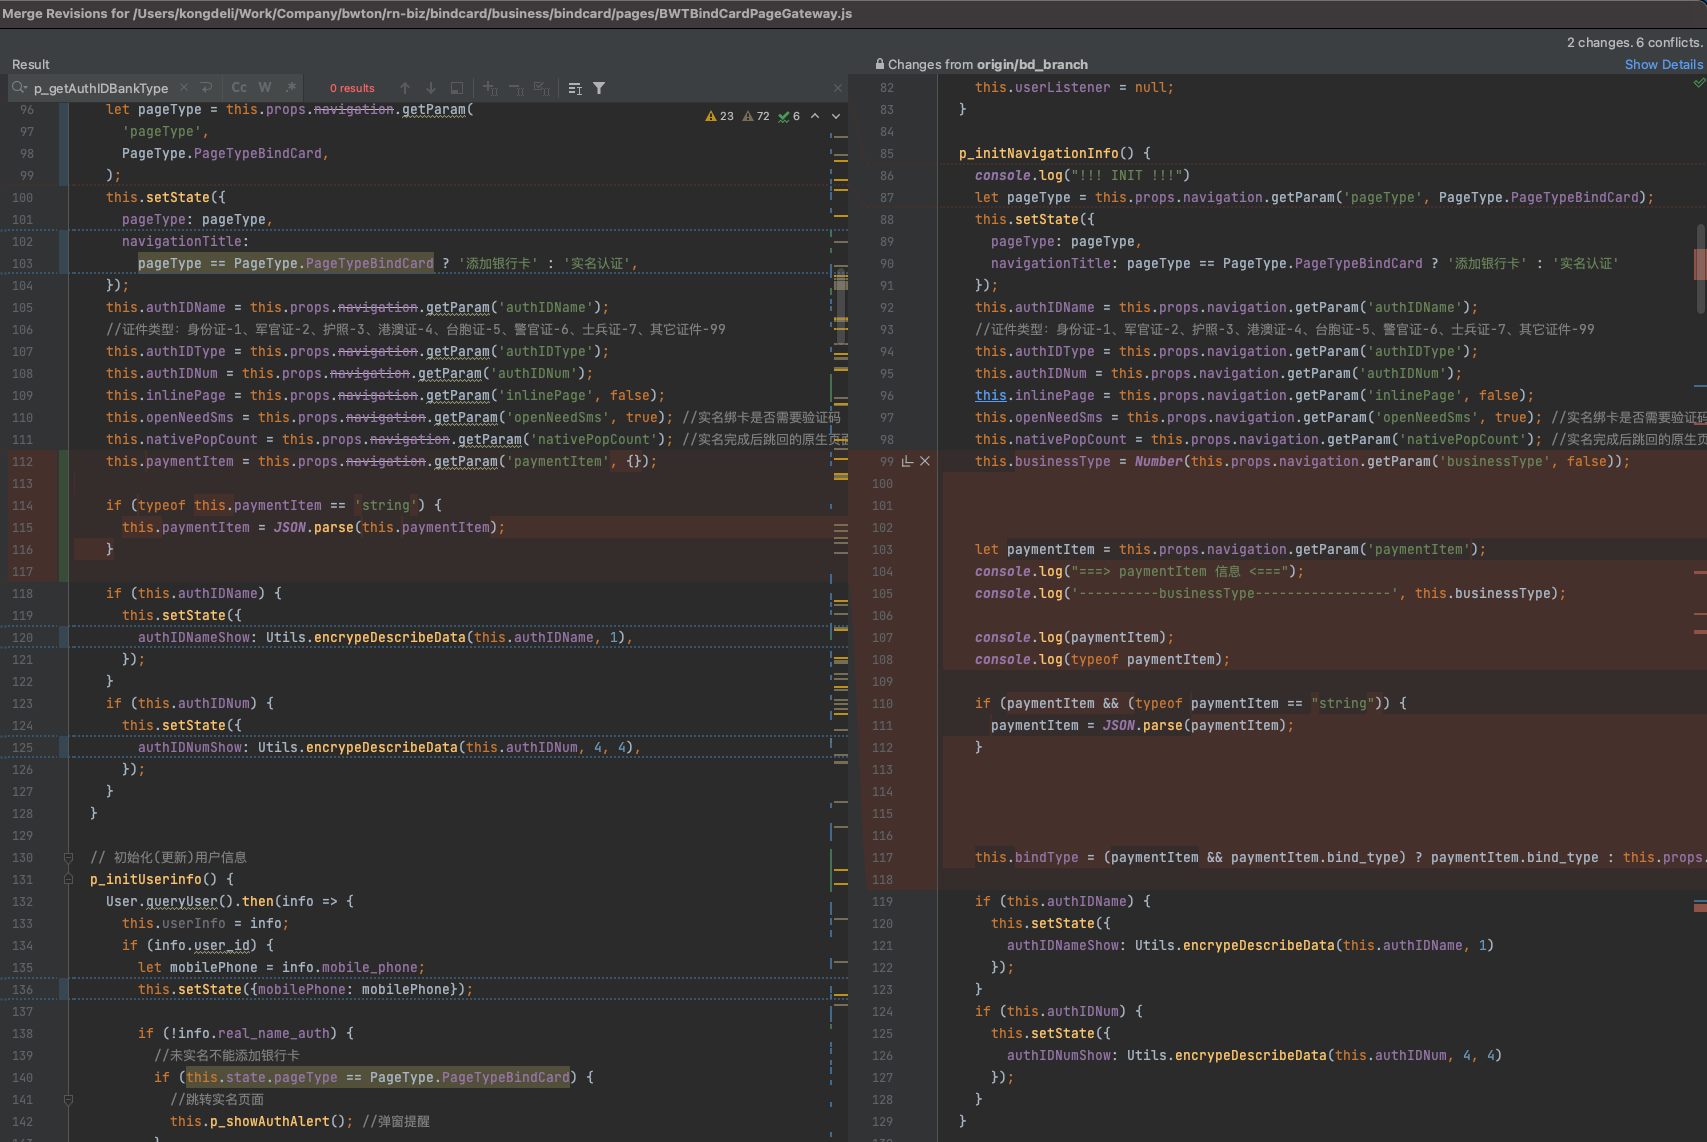 Merge Revisions for /Users/kongdeli/Work/Company/bwton/rn-biz/bindcard/business/bindcard/pages/BWTBindCardPageGateway.js
2 changes. 6 conflicts.
Result
Changes from origin/bd_branch
Show Details
p_getAuthIDBankType
Cc W .*
0 results
23 72 6
96 let pageType = this.props.navigation.getParam(
97 'pageType',
98 PageType.PageTypeBindCard,
99 );
100 this.setState({
101 pageType: pageType,
102 navigationTitle:
103 pageType == PageType.PageTypeBindCard ? '添加银行卡' : '实名认证',
104 });
105 this.authIDName = this.props.navigation.getParam('authIDName');
106 //证件类型: 身份证-1、军官证-2、护照-3、港澳证-4、台胞证-5、警官证-6、士兵证-7、其它证件-99
107 this.authIDType = this.props.navigation.getParam('authIDType');
108 this.authIDNum = this.props.navigation.getParam('authIDNum');
109 this.inlinePage = this.props.navigation.getParam('inlinePage', false);
110 this.openNeedSms = this.props.navigation.getParam('openNeedSms', true); //实名绑卡是否需要验证码
111 this.nativePopCount = this.props.navigation.getParam('nativePopCount'); //实名完成后跳回的原生页
112 this.paymentItem = this.props.navigation.getParam('paymentItem', {});
113
114 if (typeof this.paymentItem == 'string') {
115 this.paymentItem = JSON.parse(this.paymentItem);
116 }
117
118 if (this.authIDName) {
119 this.setState({
120 authIDNameShow: Utils.encrypeDescribeData(this.authIDName, 1),
121 });
122 }
123 if (this.authIDNum) {
124 this.setState({
125 authIDNumShow: Utils.encrypeDescribeData(this.authIDNum, 4, 4),
126 });
127 }
128 }
129
130 // 初始化(更新)用户信息
131 p_initUserinfo() {
132 User.queryUser().then(info => {
133 this.userInfo = info;
134 if (info.user_id) {
135 let mobilePhone = info.mobile_phone;
136 this.setState({mobilePhone: mobilePhone});
137
138 if (!info.real_name_auth) {
139 //未实名不能添加银行卡
140 if (this.state.pageType == PageType.PageTypeBindCard) {
141 //跳转实名页面
142 this.p_showAuthAlert(); //弹窗提醒
82 this.userListener = null;
83 }
84
85 p_initNavigationInfo() {
86 console.log("!!! INIT !!!")
87 let pageType = this.props.navigation.getParam('pageType', PageType.PageTypeBindCard);
88 this.setState({
89 pageType: pageType,
90 navigationTitle: pageType == PageType.PageTypeBindCard ? '添加银行卡' : '实名认证'
91 });
92 this.authIDName = this.props.navigation.getParam('authIDName');
93 //证件类型: 身份证-1、军官证-2、护照-3、港澳证-4、台胞证-5、警官证-6、士兵证-7、其它证件-99
94 this.authIDType = this.props.navigation.getParam('authIDType');
95 this.authIDNum = this.props.navigation.getParam('authIDNum');
96 this.inlinePage = this.props.navigation.getParam('inlinePage', false);
97 this.openNeedSms = this.props.navigation.getParam('openNeedSms', true); //实名绑卡是否需要验证码
98 this.nativePopCount = this.props.navigation.getParam('nativePopCount'); //实名完成后跳回的原生页
99 this.businessType = Number(this.props.navigation.getParam('businessType', false));
100
101
102
103 let paymentItem = this.props.navigation.getParam('paymentItem');
104 console.log("===> paymentItem 信息 <===");
105 console.log('----------businessType-----------------', this.businessType);
106
107 console.log(paymentItem);
108 console.log(typeof paymentItem);
109
110 if (paymentItem && (typeof paymentItem == "string")) {
111 paymentItem = JSON.parse(paymentItem);
112 }
113
114
115
116
117 this.bindType = (paymentItem && paymentItem.bind_type) ? paymentItem.bind_type : this.props.
118
119 if (this.authIDName) {
120 this.setState({
121 authIDNameShow: Utils.encrypeDescribeData(this.authIDName, 1)
122 });
123 }
124 if (this.authIDNum) {
125 this.setState({
126 authIDNumShow: Utils.encrypeDescribeData(this.authIDNum, 4, 4)
127 });
128 }
129 }